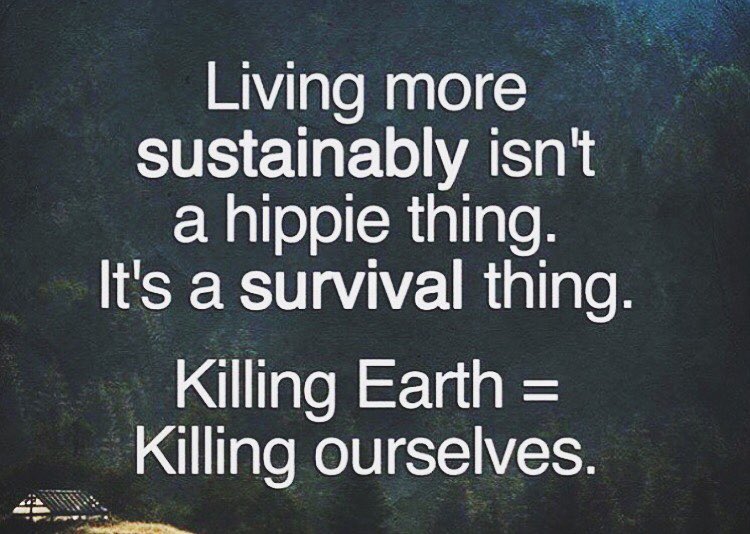 Living more
sustainably isn't
a hippie thing.
It's a survival thing.
Killing Earth =
Killing ourselves.